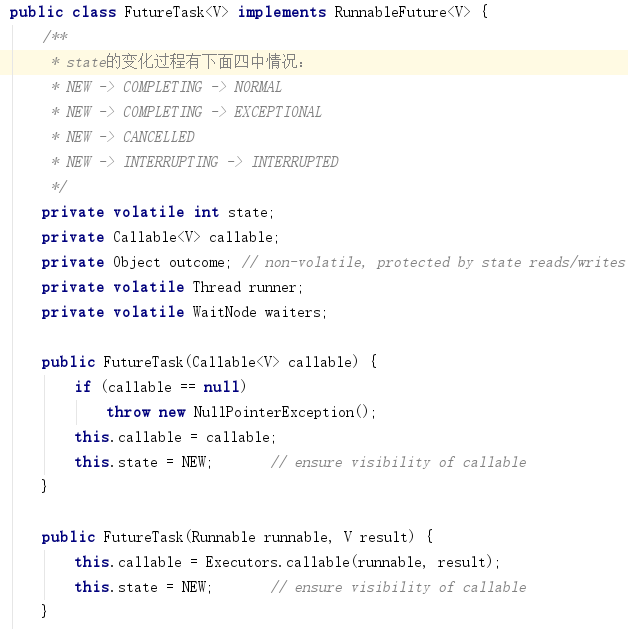 public class FutureTask<V> implements RunnableFuture<V> {
/**
* state的变化过程有下面四中情况：
* NEW -> COMPLETING -> NORMAL
* NEW -> COMPLETING -> EXCEPTIONAL
* NEW -> CANCELLED
* NEW -> INTERRUPTING -> INTERRUPTED
*/
private volatile int state;
private Callable<V> callable;
private Object outcome; // non-volatile, protected by state reads/writes
private volatile Thread runner;
private volatile WaitNode waiters;
public FutureTask(Callable<V> callable) {
if (callable == null)
throw new NullPointerException();
this.callable = callable;
this.state = NEW; // ensure visibility of callable
}
public FutureTask(Runnable runnable, V result) {
this.callable = Executors.callable(runnable, result);
this.state = NEW; // ensure visibility of callable
}